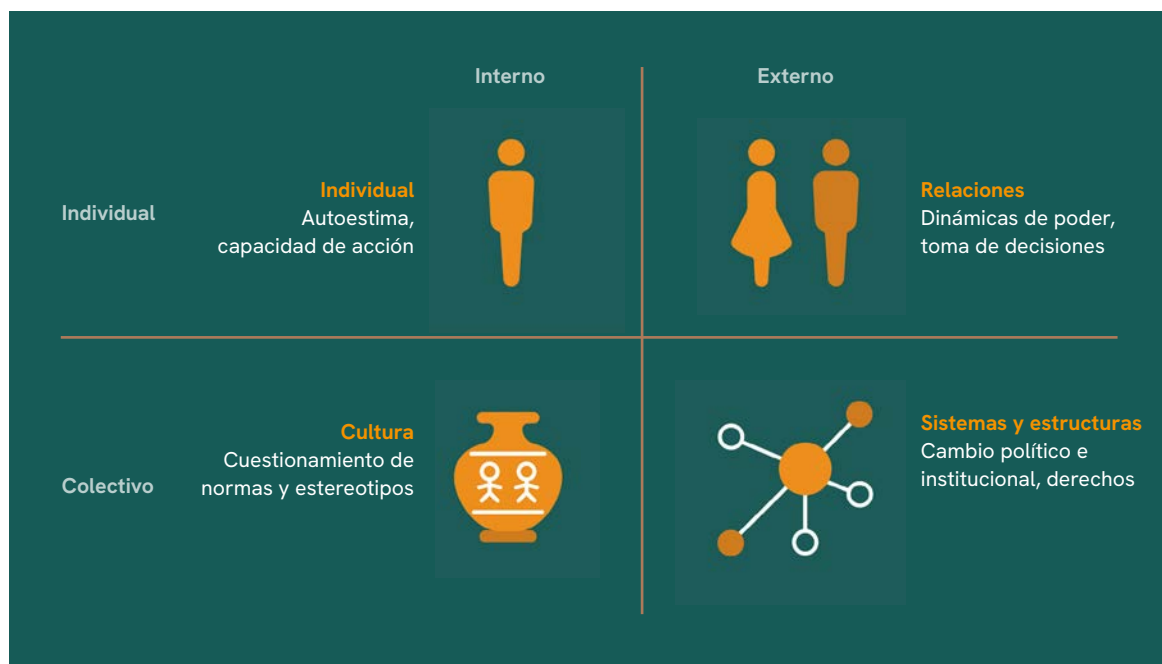 Interno
Externo
Individual
Individual
Autoestima,
capacidad de acción
Relaciones
Dinámicas de poder,
toma de decisiones
Colectivo
Cultura
Cuestionamiento de
normas y estereotipos
Sistemas y estructuras
Cambio político e
institucional, derechos